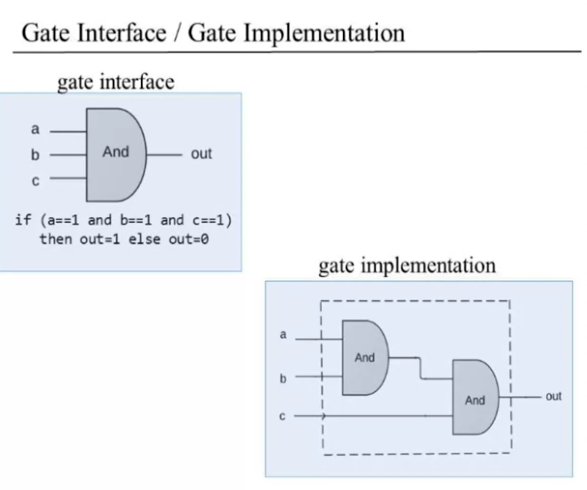 Gate Interface / Gate Implementation
gate interface
a
b
c
And
out
if (a==1 and b==1 and c==1)
then out=1 else out=0
gate implementation
a
b
c
And
And
out